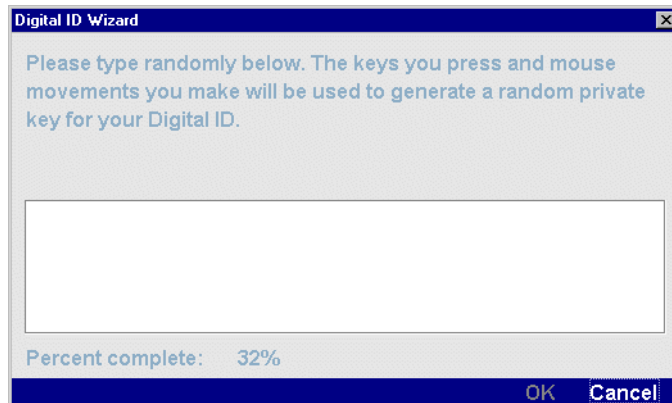 Digital ID Wizard
Please type randomly below. The keys you press and mouse
movements you make will be used to generate a random private
key for your Digital ID.
Percent complete: 32%
OK Cancel